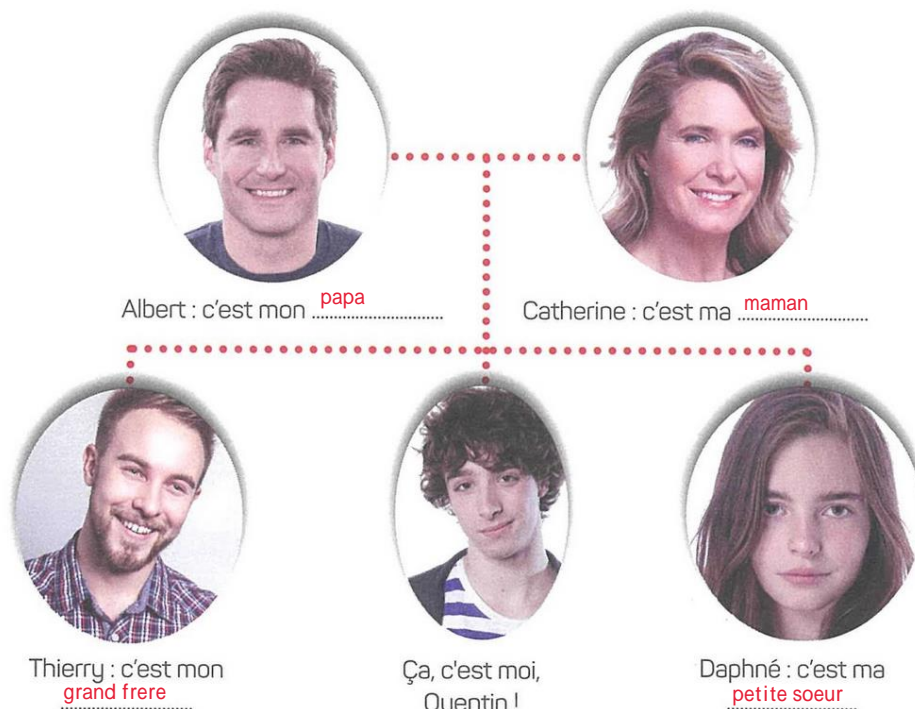 Albert : c'est mon papa
Catherine : c'est ma maman
Thierry : c'est mon
grand frere
Ça, c'est moi,
Quentin !
Daphné : c'est ma
petite soeur